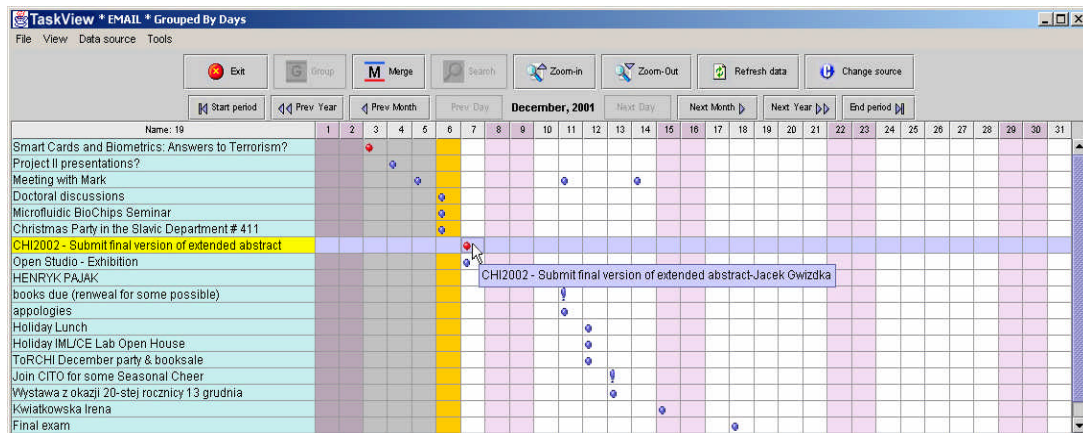 TaskView * EMAIL * Grouped By Days
File View Data source Tools
Exit G Group M Merge Search Zoom-in Zoom-Out Refresh data Change source
Start period Prev Year Prev Month Prev Day December, 2001 Next Day Next Month Next Year End period
Name: 19 1 2 3 4 5 6 7 8 9 10 11 12 13 14 15 16 17 18 19 20 21 22 23 24 25 26 27 28 29 30 31
Smart Cards and Biometrics: Answers to Terrorism?
Project II presentations?
Meeting with Mark
Doctoral discussions
Microfluidic BioChips Seminar
Christmas Party in the Slavic Department # 411
CHI2002 - Submit final version of extended abstract
Open Studio - Exhibition
CHI2002 - Submit final version of extended abstract-Jacek Gwizdka
HENRYK PAJAK
books due (renweal for some possible)
appologies
Holiday Lunch
Holiday IML/CE Lab Open House
ToRCHI December party & booksale
Join CITO for some Seasonal Cheer
Wystawa z okazji 20-stej rocznicy 13 grudnia
Kwiatkowska Irena
Final exam